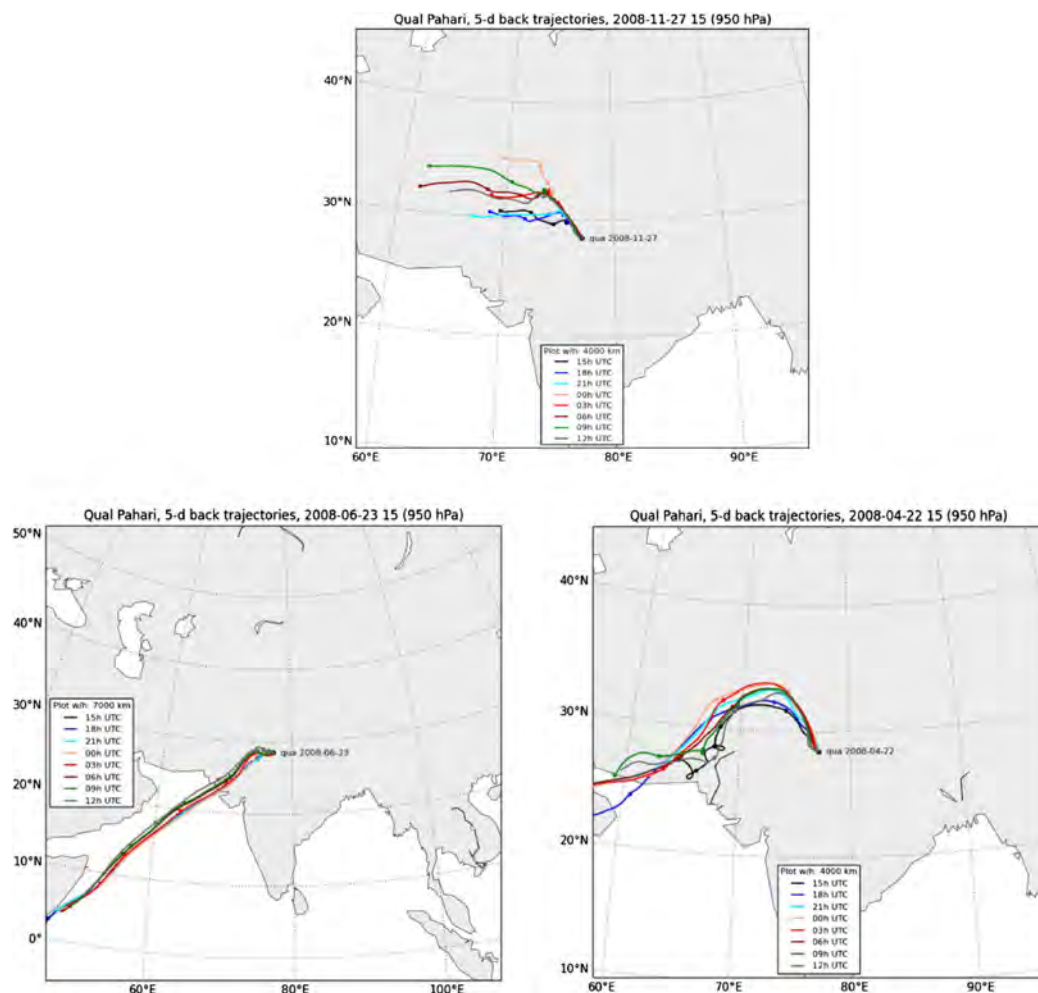 Qual Pahari, 5-d back trajectories, 2008-11-27 15 (950 hPa)
40°N
30°N
20°N
10°N
qua 2008-11-27
Plot w/h: 4000 km
15h UTC
18h UTC
21h UTC
00h UTC
03h UTC
06h UTC
09h UTC
12h UTC
60°E
70°E
80°E
90°E
Qual Pahari, 5-d back trajectories, 2008-06-23 15 (950 hPa)
50°N
40°N
30°N
20°N
10°N
0°
Plot w/h: 7000 km
15h UTC
18h UTC
21h UTC
00h UTC
03h UTC
06h UTC
09h UTC
12h UTC
qua 2008-06-23
60°E
80°E
100°E
Qual Pahari, 5-d back trajectories, 2008-04-22 15 (950 hPa)
40°N
30°N
20°N
10°N
qua 2008-04-22
Plot w/h: 4000 km
15h UTC
18h UTC
21h UTC
00h UTC
03h UTC
06h UTC
09h UTC
12h UTC
60°E
70°E
80°E
90°E